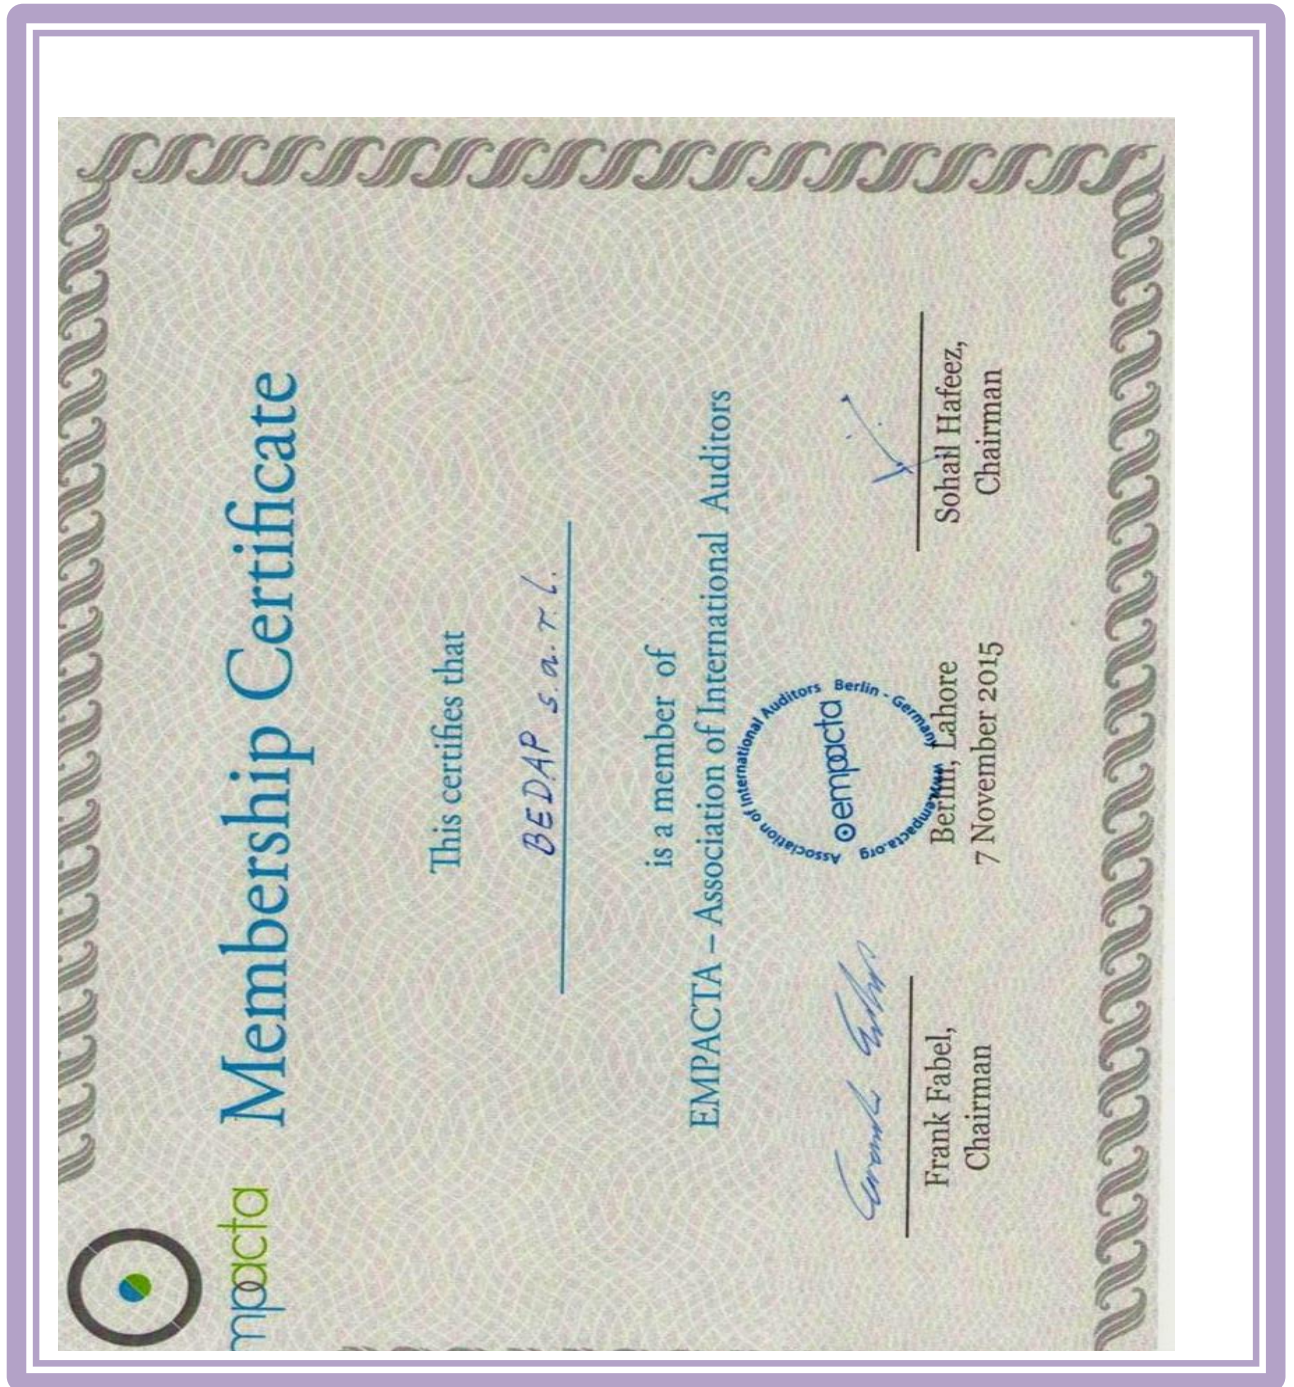 mpacta
Membership Certificate
This certifies that
BEDAP s.a.r.l.
is a member of
EMPACTA – Association of International Auditors
Association of International Auditors Berlin - Germany www.empacta.org
empacta
Frank Fabel,
Chairman
Berlin, Lahore
7 November 2015
Sohail Hafeez,
Chairman